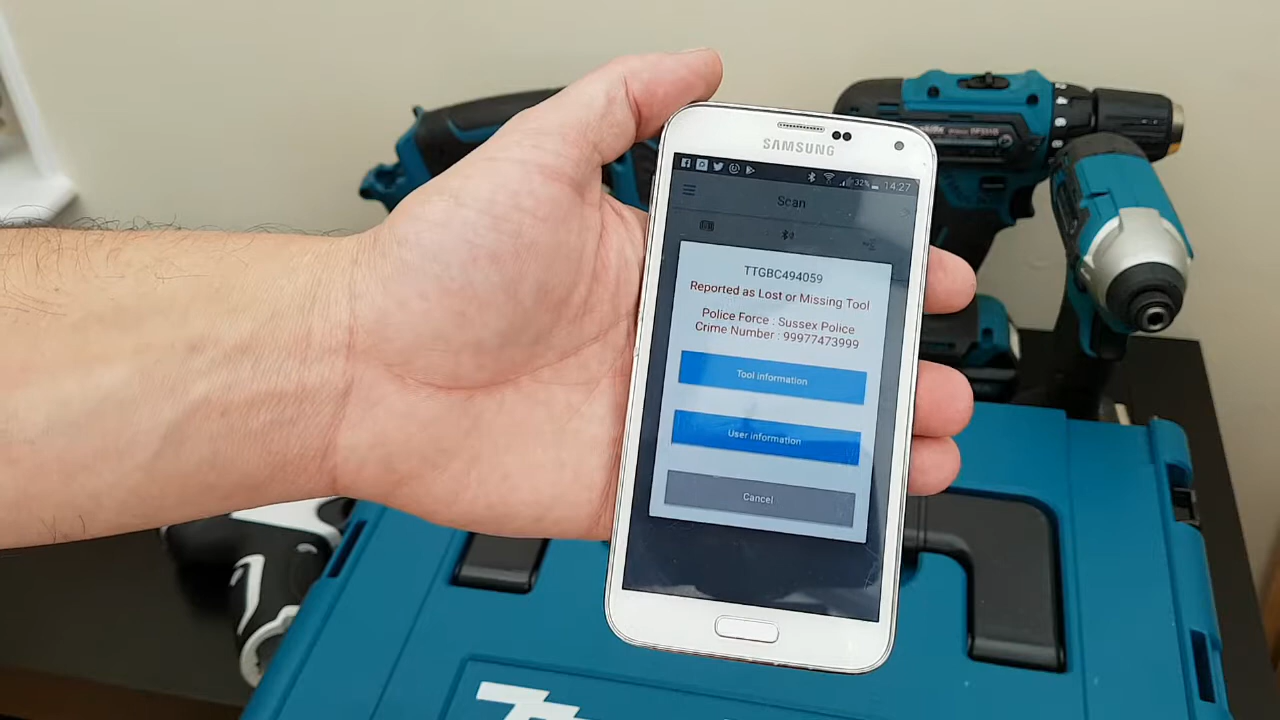 SAMSUNG
32% 14:27
Scan
TTGBC494059
Reported as Lost or Missing Tool
Police Force : Sussex Police
Crime Number : 99977473999
Tool information
User information
Cancel